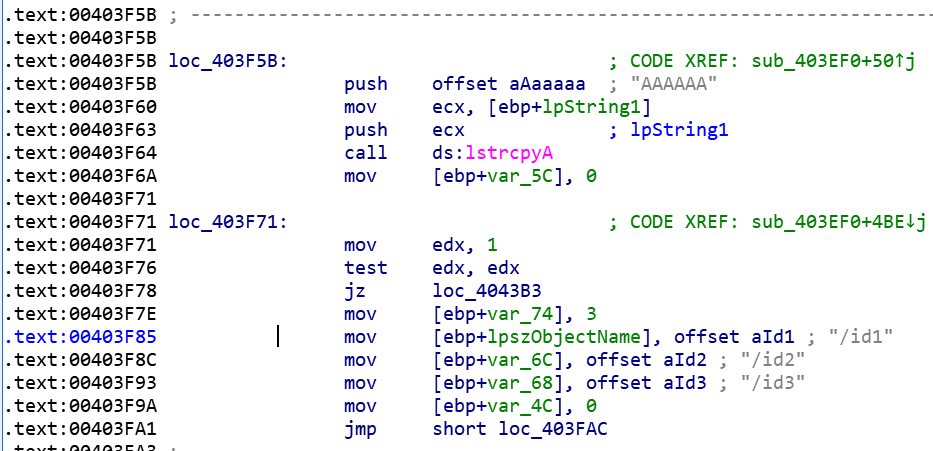 .text:00403F5B ; ---------------------------------------------------------------------------
.text:00403F5B
.text:00403F5B loc_403F5B: ; CODE XREF: sub_403EF0+50↑j
.text:00403F5B push offset aAaaaaa ; "AAAAAA"
.text:00403F60 mov ecx, [ebp+lpString1]
.text:00403F63 push ecx ; lpString1
.text:00403F64 call ds:lstrcpyA
.text:00403F6A mov [ebp+var_5C], 0
.text:00403F71
.text:00403F71 loc_403F71: ; CODE XREF: sub_403EF0+4BE↓j
.text:00403F71 mov edx, 1
.text:00403F76 test edx, edx
.text:00403F78 jz loc_4043B3
.text:00403F7E mov [ebp+var_74], 3
.text:00403F85 mov [ebp+lpszObjectName], offset aId1 ; "/id1"
.text:00403F8C mov [ebp+var_6C], offset aId2 ; "/id2"
.text:00403F93 mov [ebp+var_68], offset aId3 ; "/id3"
.text:00403F9A mov [ebp+var_4C], 0
.text:00403FA1 jmp short loc_403FAC
.text:00403FA3 ;